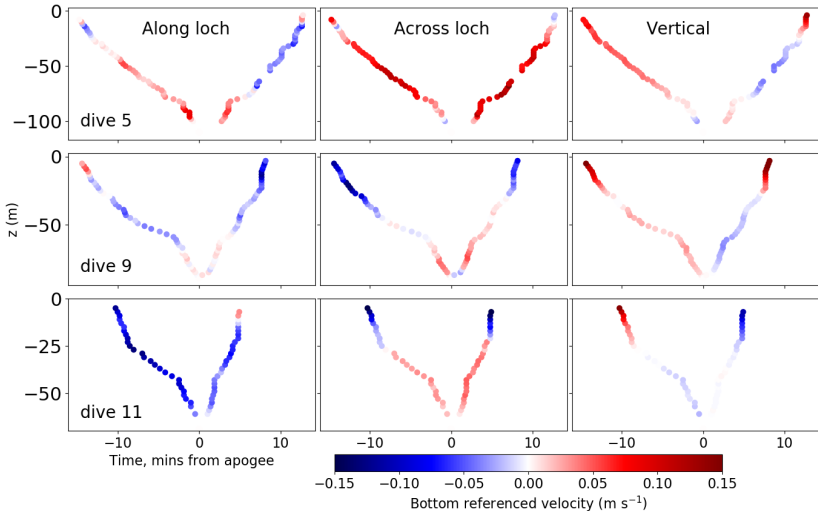 Along loch
Across loch
Vertical
0
−50
−100
dive 5
0
−50
dive 9
z (m)
0
−25
−50
dive 11
−10 0 10
−10 0 10
−10 0 10
Time, mins from apogee
−0.15 −0.10 −0.05 0.00 0.05 0.10 0.15
Bottom referenced velocity (m s⁻¹)